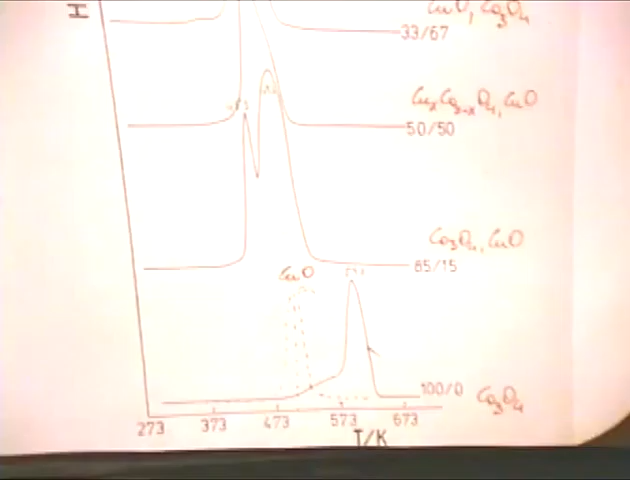 H
CuO, Co3O4
33/67
CuxCo3-xO4, CuO
50/50
Co3O4, CuO
85/15
CuO
100/0 Co3O4
273 373 473 573 673
T/K